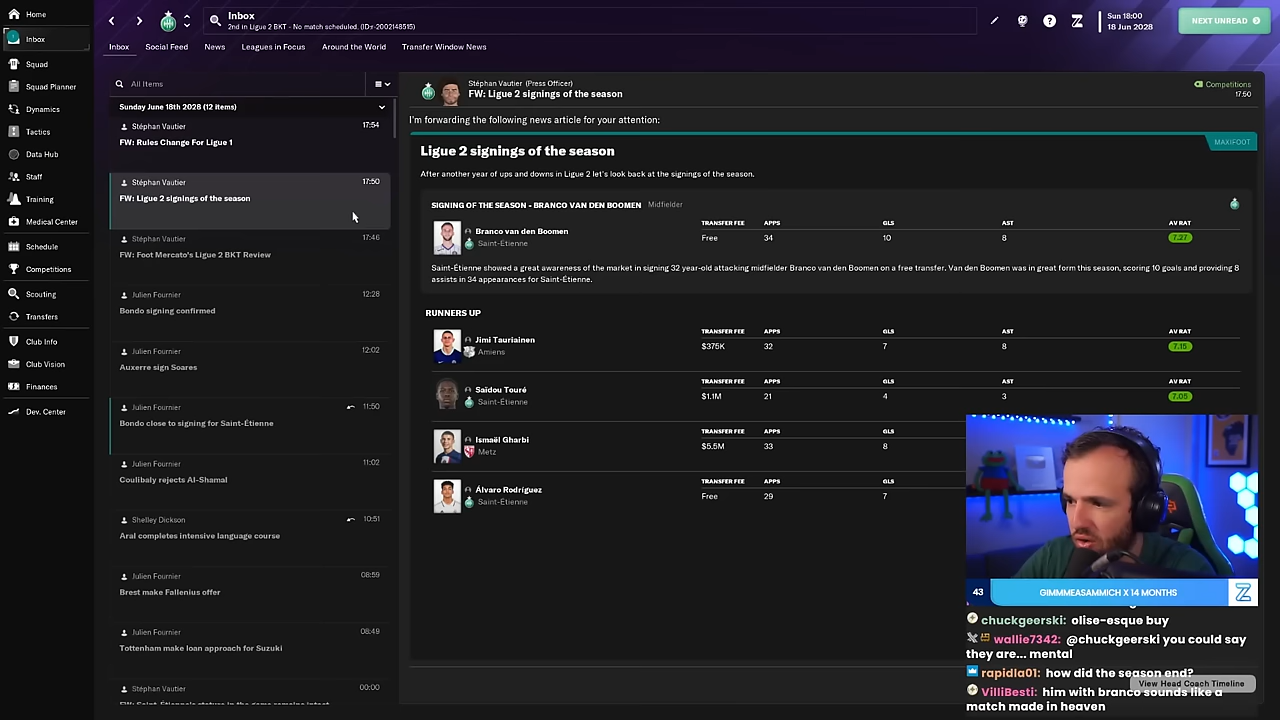 Home
Inbox
Squad
Squad Planner
Dynamics
Tactics
Data Hub
Staff
Training
Medical Center
Schedule
Competitions
Scouting
Transfers
Club Info
Club Vision
Finances
Dev. Center
Inbox
2nd in Ligue 2 BKT - No match scheduled. (ID:r-2002148515)
Sun 18:00
18 Jun 2028
NEXT UNREAD
Inbox Social Feed News Leagues in Focus Around the World Transfer Window News
All Items
Sunday June 18th 2028 (12 items)
Stéphan Vautier 17:54
FW: Rules Change For Ligue 1
Stéphan Vautier 17:50
FW: Ligue 2 signings of the season
Stéphan Vautier 17:46
FW: Foot Mercato's Ligue 2 BKT Review
Julien Fournier 12:28
Bondo signing confirmed
Julien Fournier 12:02
Auxerre sign Soares
Julien Fournier 11:50
Bondo close to signing for Saint-Étienne
Julien Fournier 11:02
Coulibaly rejects Al-Shamal
Shelley Dickson 10:51
Aral completes intensive language course
Julien Fournier 08:59
Brest make Fallenius offer
Julien Fournier 08:49
Tottenham make loan approach for Suzuki
Stéphan Vautier 00:00
FW: Saint-Étienne's stature in the game remains intact
Stéphan Vautier (Press Officer)
FW: Ligue 2 signings of the season
Competitions
17:50
I'm forwarding the following news article for your attention:
MAXIFOOT
Ligue 2 signings of the season
After another year of ups and downs in Ligue 2 let's look back at the signings of the season.
SIGNING OF THE SEASON - BRANCO VAN DEN BOOMEN Midfielder
TRANSFER FEE APPS GLS AST AV RAT
Branco van den Boomen
Saint-Étienne
Free 34 10 8 7.27
Saint-Étienne showed a great awareness of the market in signing 32 year-old attacking midfielder Branco van den Boomen on a free transfer. Van den Boomen was in great form this season, scoring 10 goals and providing 8
assists in 34 appearances for Saint-Étienne.
RUNNERS UP
TRANSFER FEE APPS GLS AST AV RAT
Jimi Tauriainen
Amiens
$375K 32 7 8 7.15
TRANSFER FEE APPS GLS AST AV RAT
Saïdou Touré
Saint-Étienne
$1.1M 21 4 3 7.05
TRANSFER FEE APPS GLS
Ismaël Gharbi
Metz
$5.5M 33 8
TRANSFER FEE APPS GLS
Álvaro Rodríguez
Saint-Étienne
Free 29 7
43 GIMMMEASAMMICH X 14 MONTHS
chuckgeerski: olise-esque buy
wallie7342: @chuckgeerski you could say
they are... mental
rapidla01: how did the season end?
View Head Coach Timeline
VilliBesti: him with branco sounds like a
match made in heaven